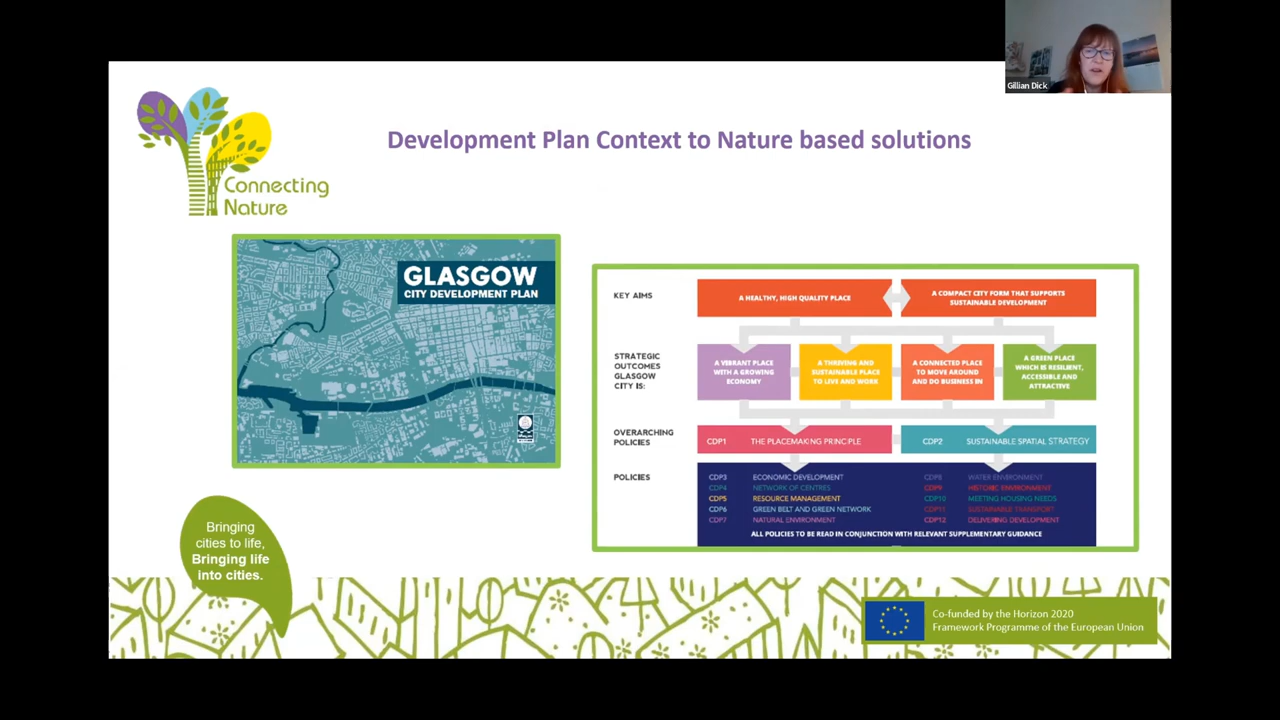 Gillian Dick
Development Plan Context to Nature based solutions
Connecting
Nature
GLASGOW
CITY DEVELOPMENT PLAN
KEY AIMS
A HEALTHY, HIGH QUALITY PLACE
A COMPACT CITY FORM THAT SUPPORTS
SUSTAINABLE DEVELOPMENT
STRATEGIC
OUTCOMES
GLASGOW
CITY IS:
A VIBRANT PLACE
WITH A GROWING
ECONOMY
A THRIVING AND
SUSTAINABLE PLACE
TO LIVE AND WORK
A CONNECTED PLACE
TO MOVE AROUND
AND DO BUSINESS IN
A GREEN PLACE
WHICH IS RESILIENT,
ACCESSIBLE AND
ATTRACTIVE
OVERARCHING
POLICIES
CDP1 THE PLACEMAKING PRINCIPLE
CDP2 SUSTAINABLE SPATIAL STRATEGY
POLICIES
CDP3 ECONOMIC DEVELOPMENT
CDP4 NETWORK OF CENTRES
CDP5 RESOURCE MANAGEMENT
CDP6 GREEN BELT AND GREEN NETWORK
CDP7 NATURAL ENVIRONMENT
CDP8 WATER ENVIRONMENT
CDP9 HISTORIC ENVIRONMENT
CDP10 MEETING HOUSING NEEDS
CDP11 SUSTAINABLE TRANSPORT
CDP12 DELIVERING DEVELOPMENT
ALL POLICIES TO BE READ IN CONJUNCTION WITH RELEVANT SUPPLEMENTARY GUIDANCE
Bringing
cities to life,
Bringing life
into cities.
Co-funded by the Horizon 2020
Framework Programme of the European Union